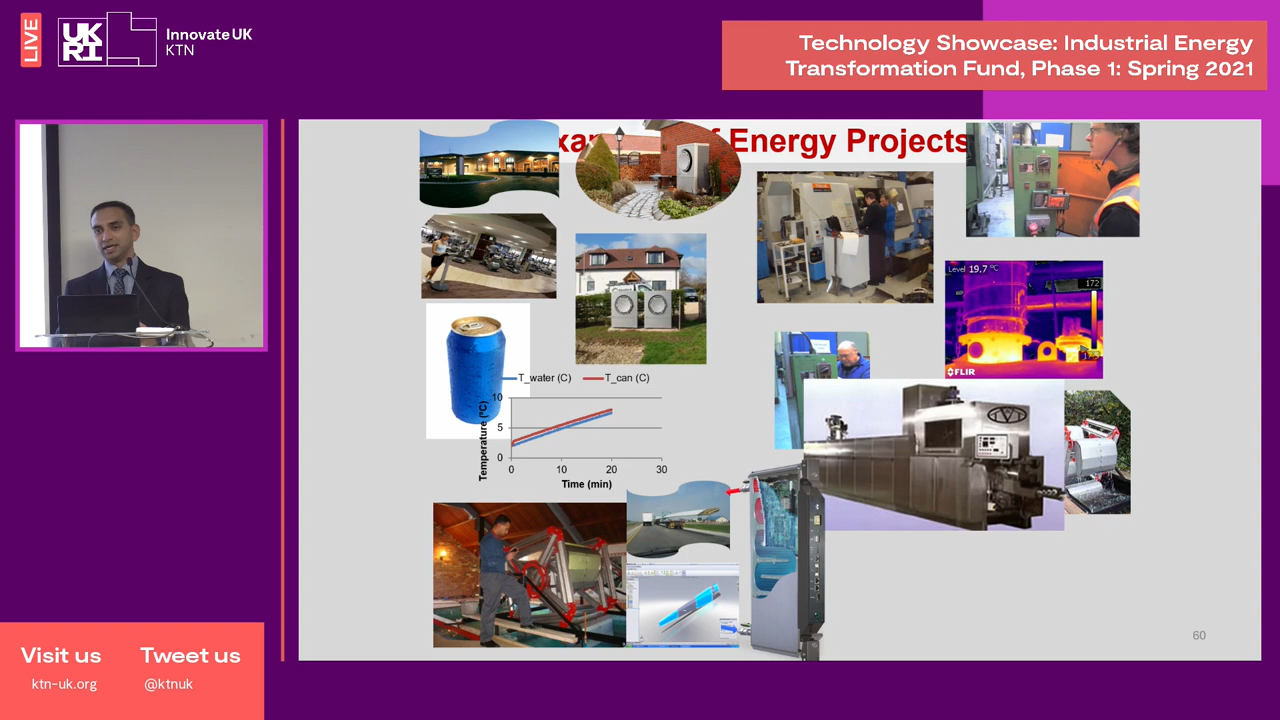 LIVE
UK
RI
Innovate UK
KTN
Technology Showcase: Industrial Energy
Transformation Fund, Phase 1: Spring 2021
Energy Projects
Level 19.7 °C
172
FLIR
T_water (C)
T_can (C)
Temperature (°C)
10
5
0
0
10
20
30
Time (min)
60
Visit us
Tweet us
ktn-uk.org
@ktnuk